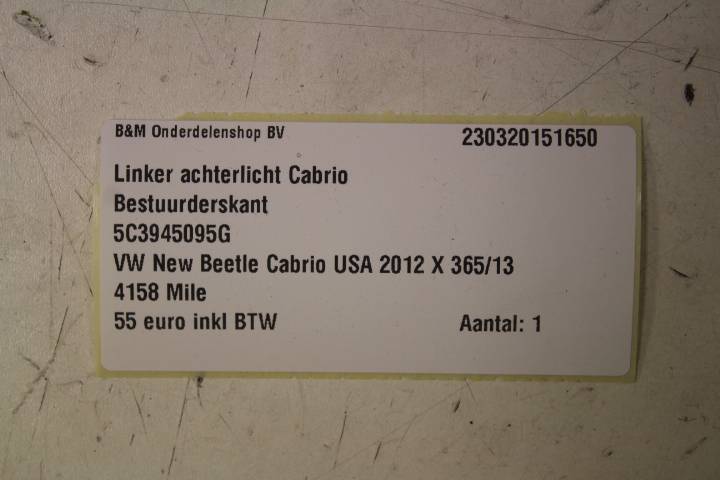 B&M Onderdelenshop BV 230320151650
Linker achterlicht Cabrio
Bestuurderskant
5C3945095G
VW New Beetle Cabrio USA 2012 X 365/13
4158 Mile
55 euro inkl BTW Aantal: 1